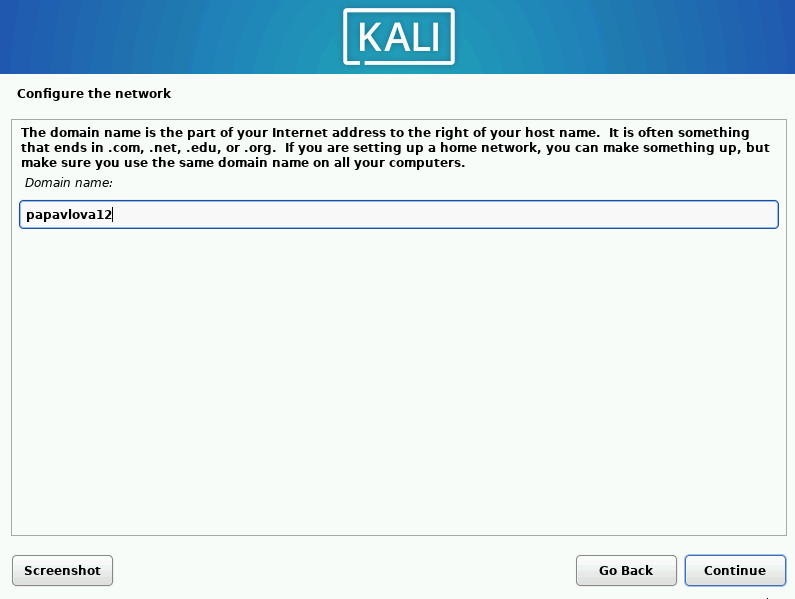 KALI
Configure the network
The domain name is the part of your Internet address to the right of your host name.  It is often something
that ends in .com, .net, .edu, or .org.  If you are setting up a home network, you can make something up, but
make sure you use the same domain name on all your computers.
Domain name:
papavlova12
Screenshot
Go Back
Continue